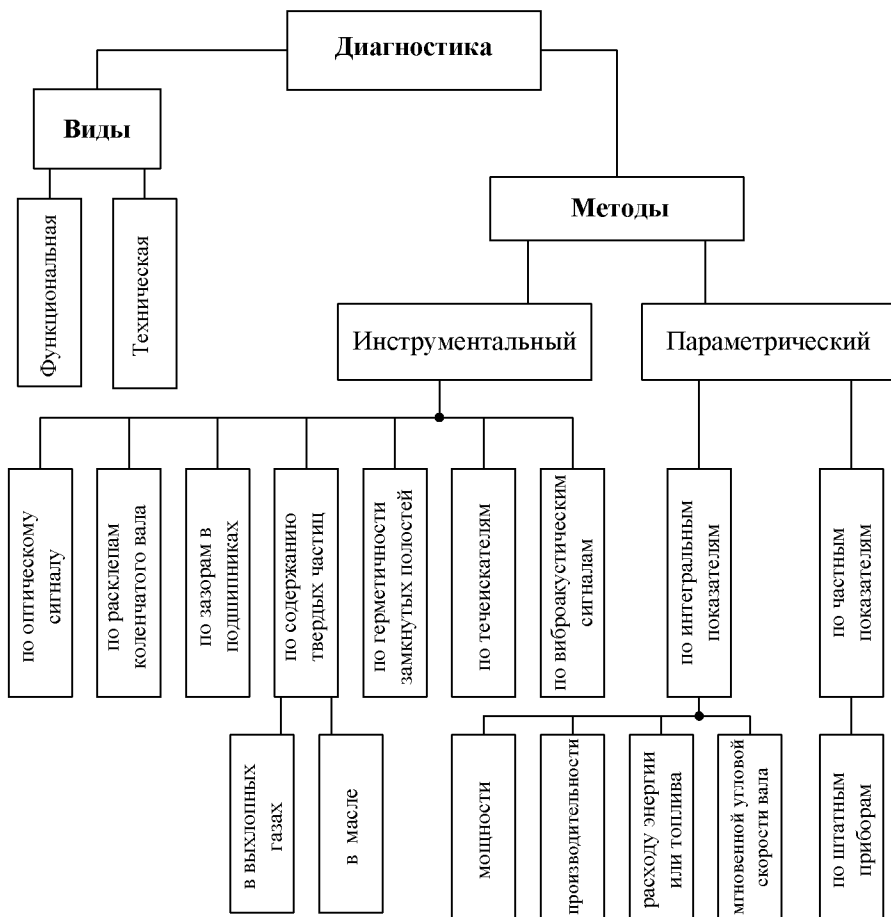 Диагностика
Виды
Методы
Функциональная
Техническая
Инструментальный
Параметрический
по оптическому
сигналу
по расклепам
коленчатого вала
по зазорам в
подшипниках
по содержанию
твердых частиц
по герметичности
замкнутых полостей
по течеискателям
по виброакустическим
сигналам
по интегральным
показателям
по частным
показателям
в выхлопных
газах
в масле
мощности
производительности
расходу энергии
или топлива
мгновенной угловой
скорости вала
по штатным
приборам